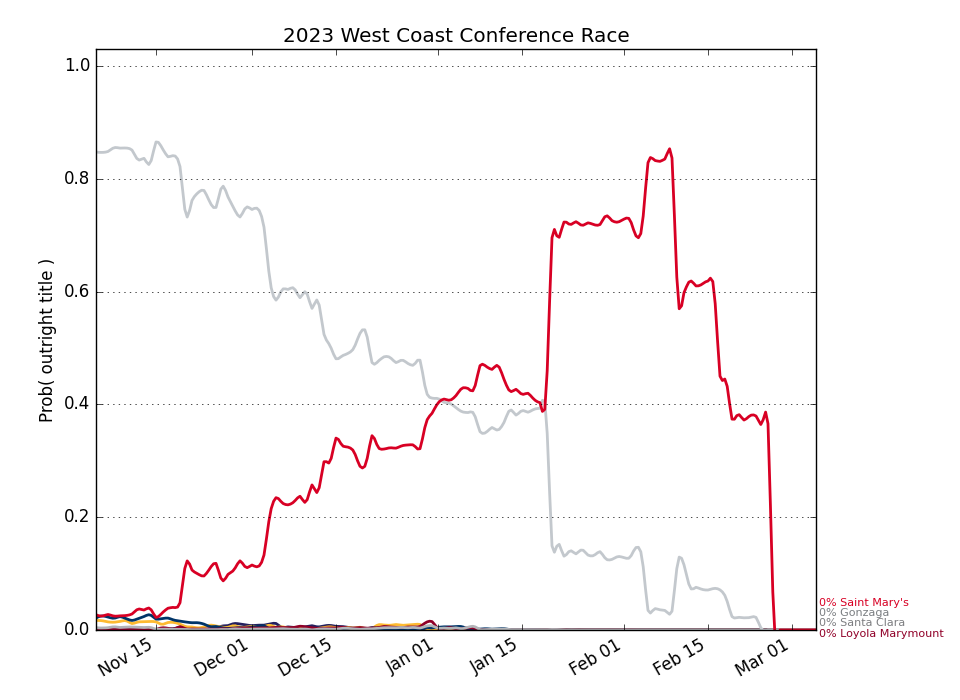 2023 West Coast Conference Race
Prob( outright title )
1.0
0.8
0.6
0.4
0.2
0.0
Nov 15
Dec 01
Dec 15
Jan 01
Jan 15
Feb 01
Feb 15
Mar 01
0% Saint Mary's
0% Gonzaga
0% Santa Clara
0% Loyola Marymount